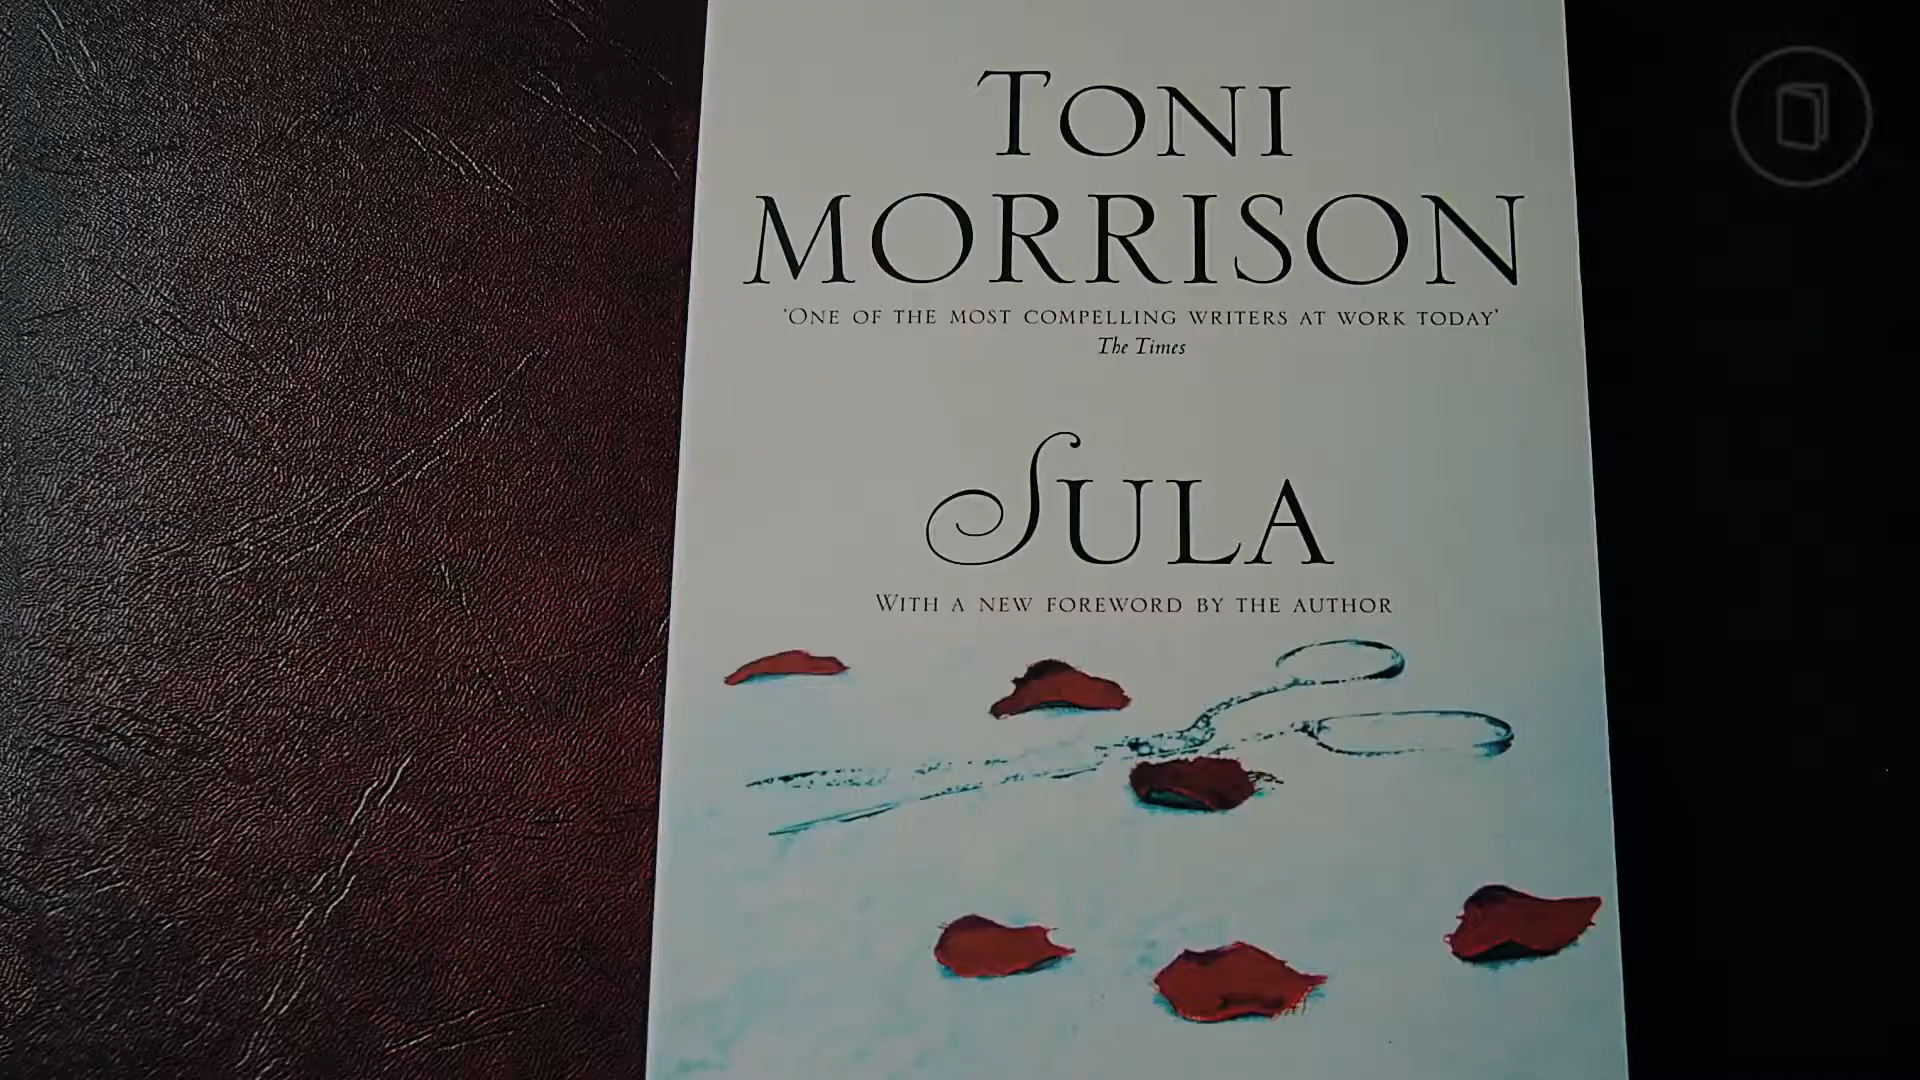 TONI
MORRISON
'ONE OF THE MOST COMPELLING WRITERS AT WORK TODAY'
The Times
SULA
WITH A NEW FOREWORD BY THE AUTHOR